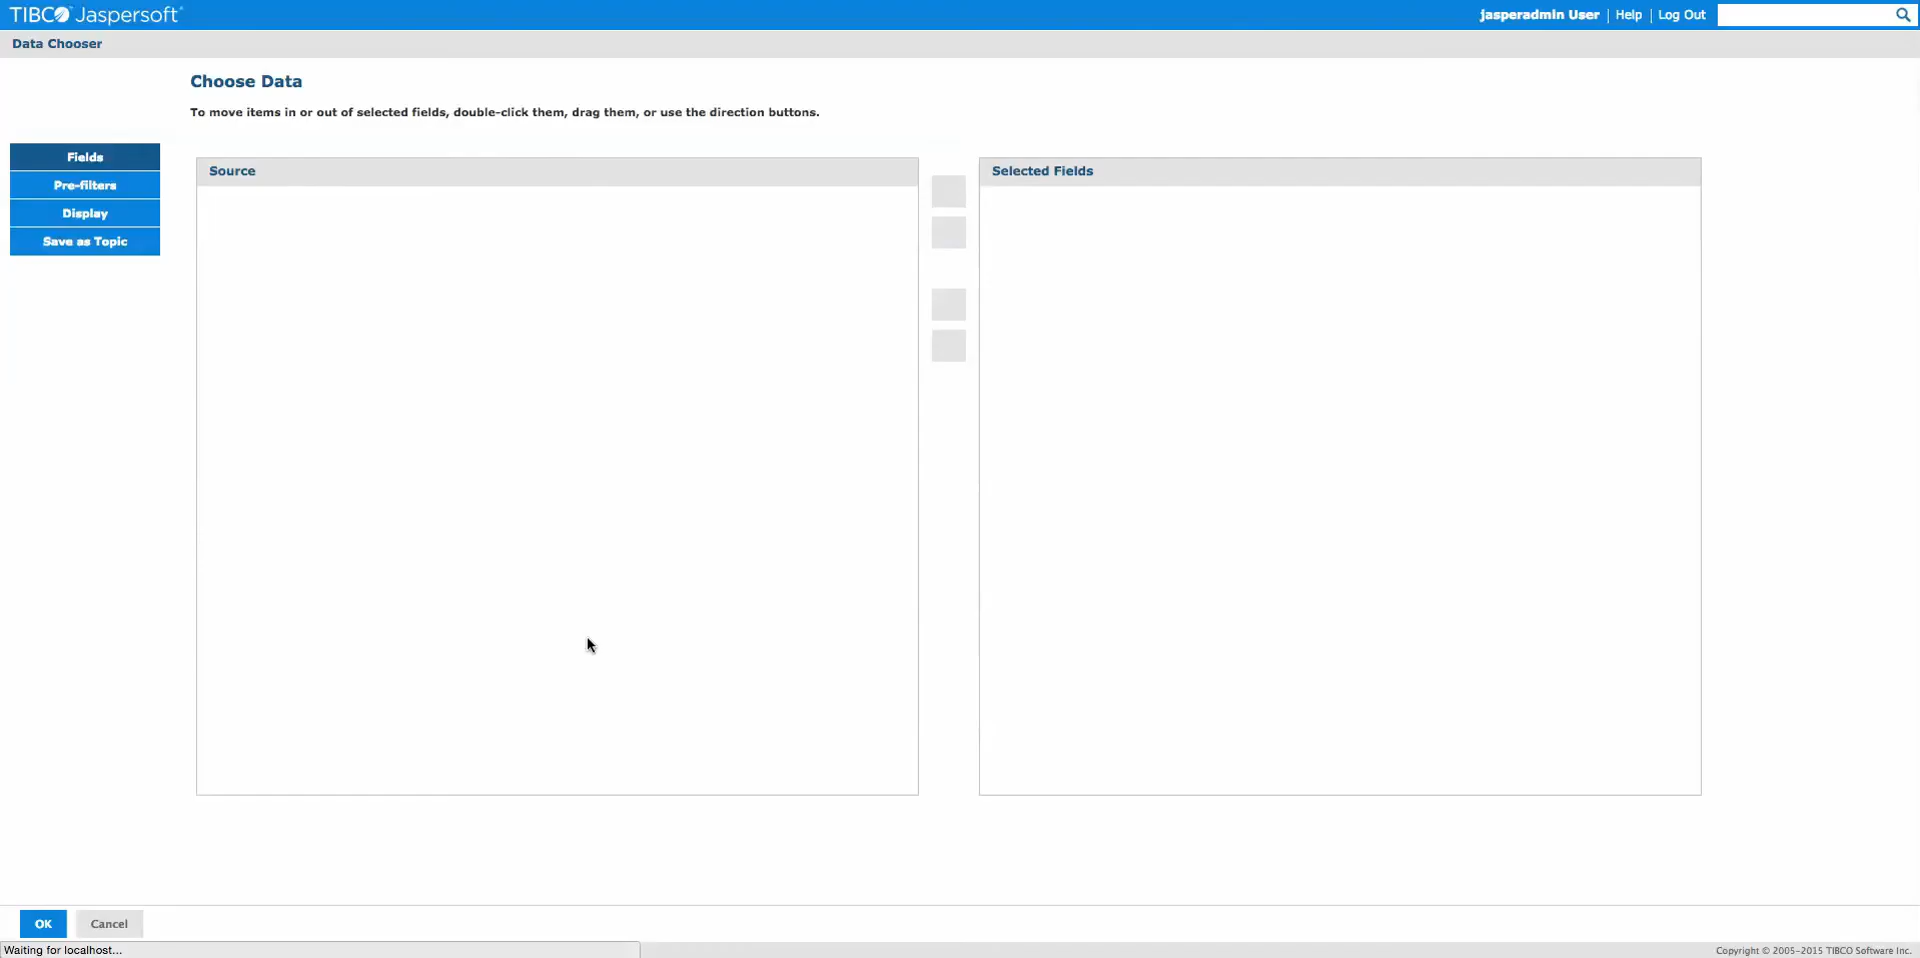 TIBCO Jaspersoft
jasperadmin User | Help | Log Out
Data Chooser
Choose Data
To move items in or out of selected fields, double-click them, drag them, or use the direction buttons.
Fields
Pre-filters
Display
Save as Topic
Source
Selected Fields
OK
Cancel
Waiting for localhost...
Copyright © 2005-2015 TIBCO Software Inc.